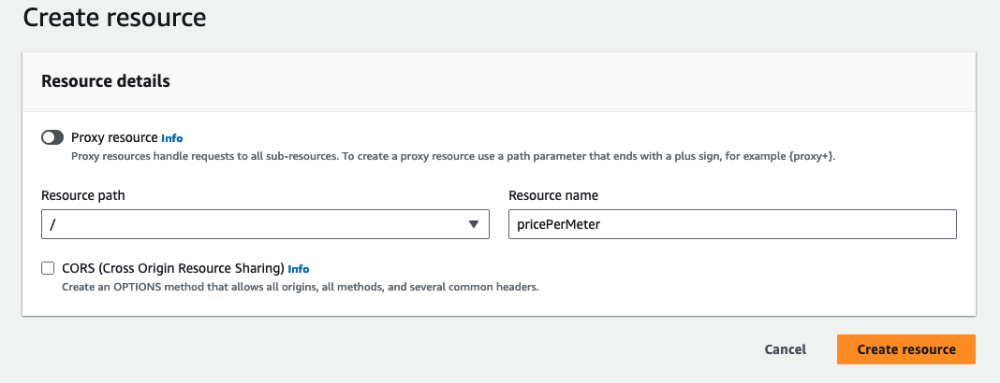 Create resource
Resource details
Proxy resource Info
Proxy resources handle requests to all sub-resources. To create a proxy resource use a path parameter that ends with a plus sign, for example {proxy+}.
Resource path
/
Resource name
pricePerMeter
CORS (Cross Origin Resource Sharing) Info
Create an OPTIONS method that allows all origins, all methods, and several common headers.
Cancel
Create resource